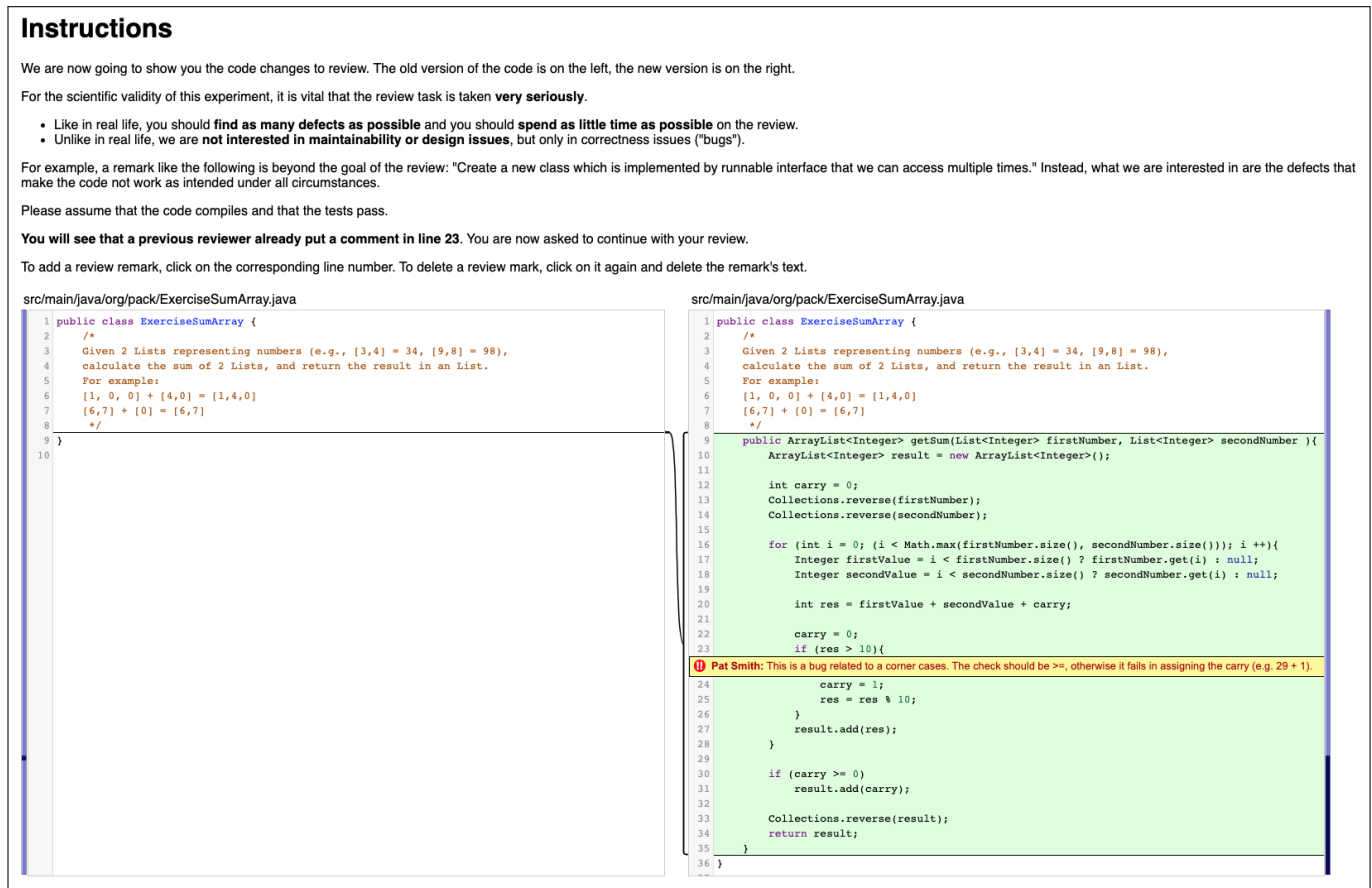 Instructions
We are now going to show you the code changes to review. The old version of the code is on the left, the new version is on the right.
For the scientific validity of this experiment, it is vital that the review task is taken very seriously.
• Like in real life, you should find as many defects as possible and you should spend as little time as possible on the review.
• Unlike in real life, we are not interested in maintainability or design issues, but only in correctness issues ("bugs").
For example, a remark like the following is beyond the goal of the review: "Create a new class which is implemented by runnable interface that we can access multiple times." Instead, what we are interested in are the defects that
make the code not work as intended under all circumstances.
Please assume that the code compiles and that the tests pass.
You will see that a previous reviewer already put a comment in line 23. You are now asked to continue with your review.
To add a review remark, click on the corresponding line number. To delete a review mark, click on it again and delete the remark's text.
src/main/java/org/pack/ExerciseSumArray.java
1 public class ExerciseSumArray {
2 /*
3 Given 2 Lists representing numbers (e.g., [3,4] = 34, [9,8] = 98),
4 calculate the sum of 2 Lists, and return the result in an List.
5 For example:
6 [1, 0, 0] + [4,0] = [1,4,0]
7 [6,7] + [0] = [6,7]
8 */
9 }
10
src/main/java/org/pack/ExerciseSumArray.java
1 public class ExerciseSumArray {
2 /*
3 Given 2 Lists representing numbers (e.g., [3,4] = 34, [9,8] = 98),
4 calculate the sum of 2 Lists, and return the result in an List.
5 For example:
6 [1, 0, 0] + [4,0] = [1,4,0]
7 [6,7] + [0] = [6,7]
8 */
9 public ArrayList<Integer> getSum(List<Integer> firstNumber, List<Integer> secondNumber ){
10 ArrayList<Integer> result = new ArrayList<Integer>();
11
12 int carry = 0;
13 Collections.reverse(firstNumber);
14 Collections.reverse(secondNumber);
15
16 for (int i = 0; (i < Math.max(firstNumber.size(), secondNumber.size())); i ++){
17 Integer firstValue = i < firstNumber.size() ? firstNumber.get(i) : null;
18 Integer secondValue = i < secondNumber.size() ? secondNumber.get(i) : null;
19
20 int res = firstValue + secondValue + carry;
21
22 carry = 0;
23 if (res > 10){
!! Pat Smith: This is a bug related to a corner cases. The check should be >=, otherwise it fails in assigning the carry (e.g. 29 + 1).
24 carry = 1;
25 res = res % 10;
26 }
27 result.add(res);
28 }
29
30 if (carry >= 0)
31 result.add(carry);
32
33 Collections.reverse(result);
34 return result;
35 }
36 }